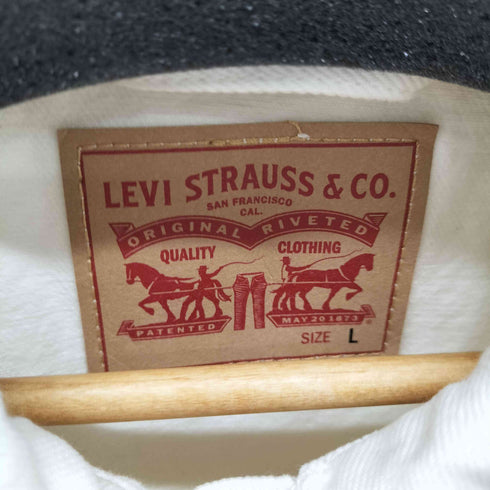 LEVI STRAUSS & CO.
SAN FRANCISCO
CAL.
ORIGINAL RIVETED
QUALITY CLOTHING
PATENTED MAY 20 1873 ®
SIZE L